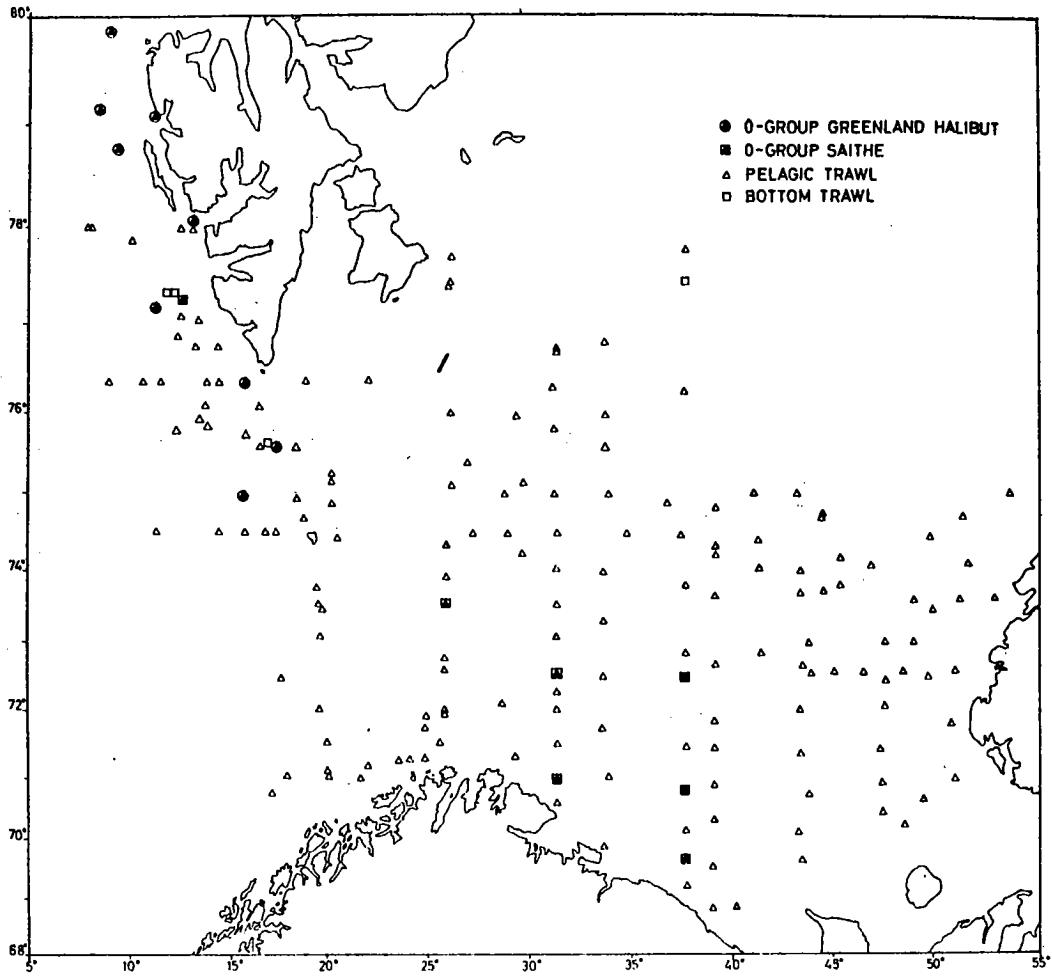 80°
● 0-GROUP GREENLAND HALIBUT
■ 0-GROUP SAITHE
△ PELAGIC TRAWL
□ BOTTOM TRAWL
78°
76°
74°
72°
70°
68°
5° 10° 15° 20° 25° 30° 35° 40° 45° 50° 55°